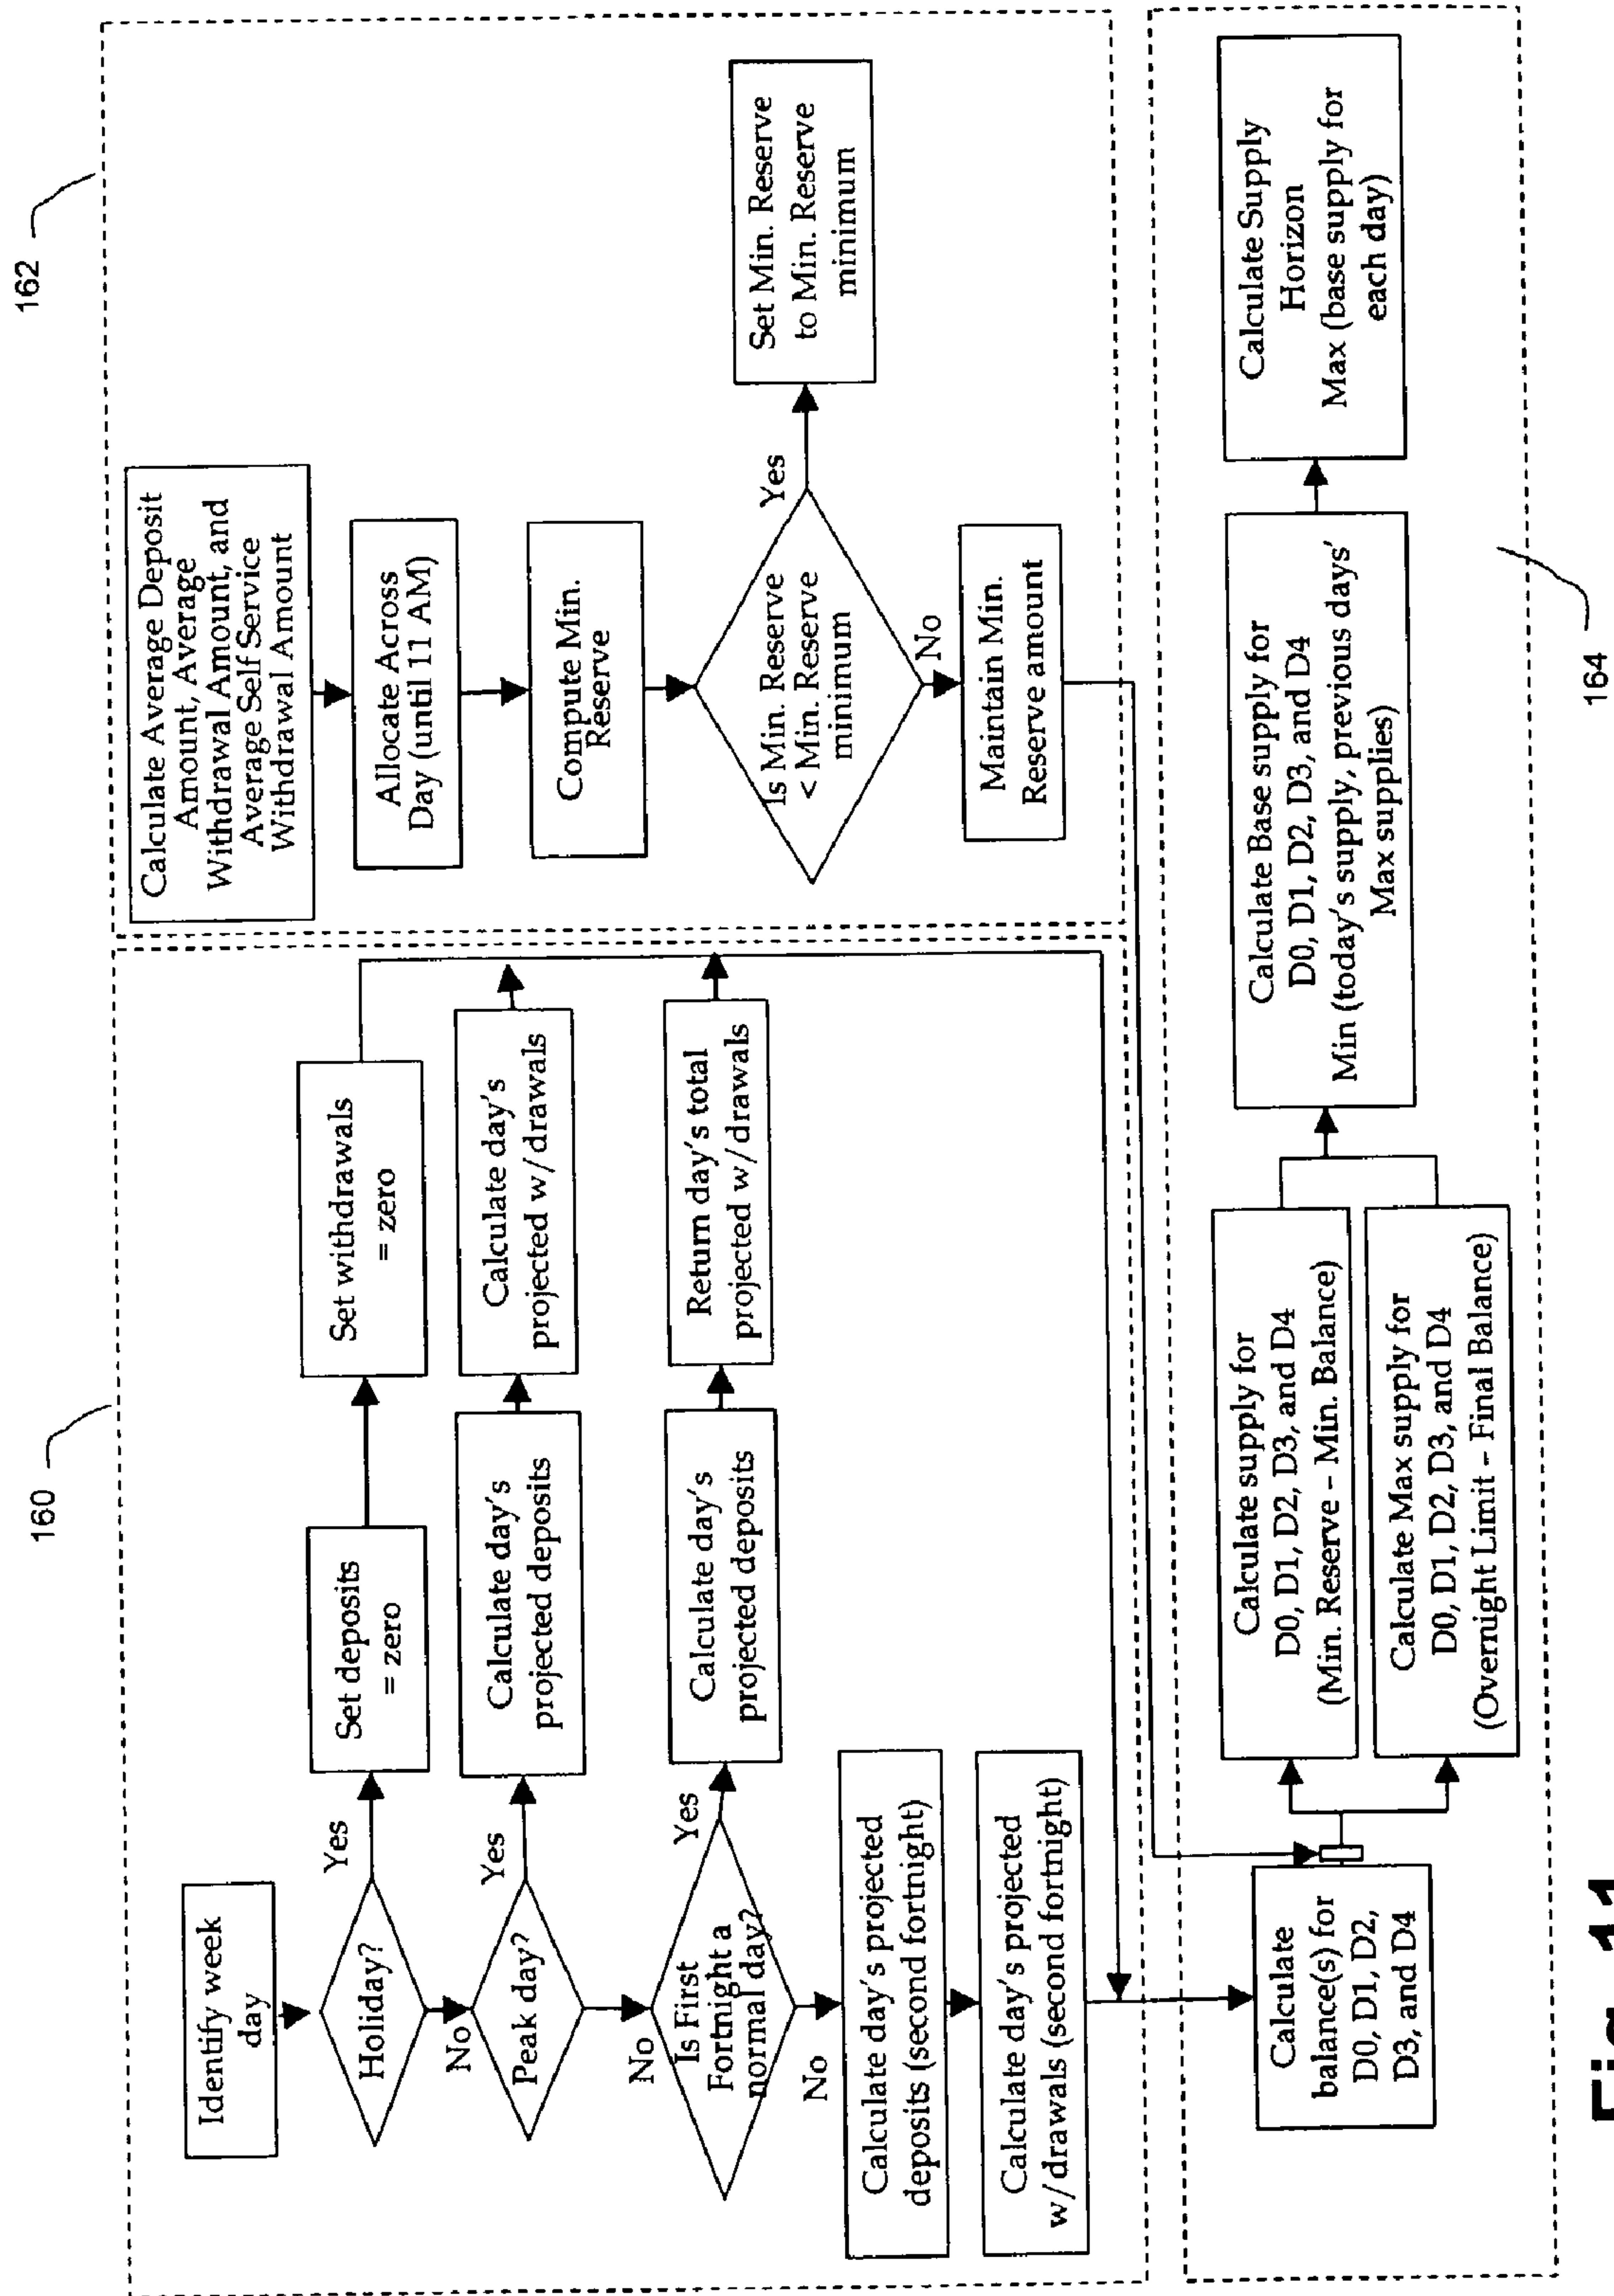 160
Identify week
day
Holiday?
Yes
Set deposits
= zero
Set withdrawals
= zero
No
Peak day?
Yes
Calculate day's
projected deposits
Calculate day's
projected w/drawals
No
Is First
Fortnight a
normal day?
Yes
Calculate day's
projected deposits
Return day's total
projected w/drawals
No
Calculate day's projected
deposits (second fortnight)
Calculate day's projected
w/drawals (second fortnight)
162
Calculate Average Deposit
Amount, Average
Withdrawal Amount, and
Average Self Service
Withdrawal Amount
Allocate Across
Day (until 11 AM)
Compute Min.
Reserve
Is Min. Reserve
< Min. Reserve
minimum
Yes
Set Min. Reserve
to Min. Reserve
minimum
No
Maintain Min.
Reserve amount
Calculate
balance(s) for
D0, D1, D2,
D3, and D4
Calculate supply for
D0, D1, D2, D3, and D4
(Min. Reserve – Min. Balance)
Calculate Max supply for
D0, D1, D2, D3, and D4
(Overnight Limit – Final Balance)
Calculate Base supply for
D0, D1, D2, D3, and D4
Min (today's supply, previous days'
Max supplies)
Calculate Supply
Horizon
Max (base supply for
each day)
164